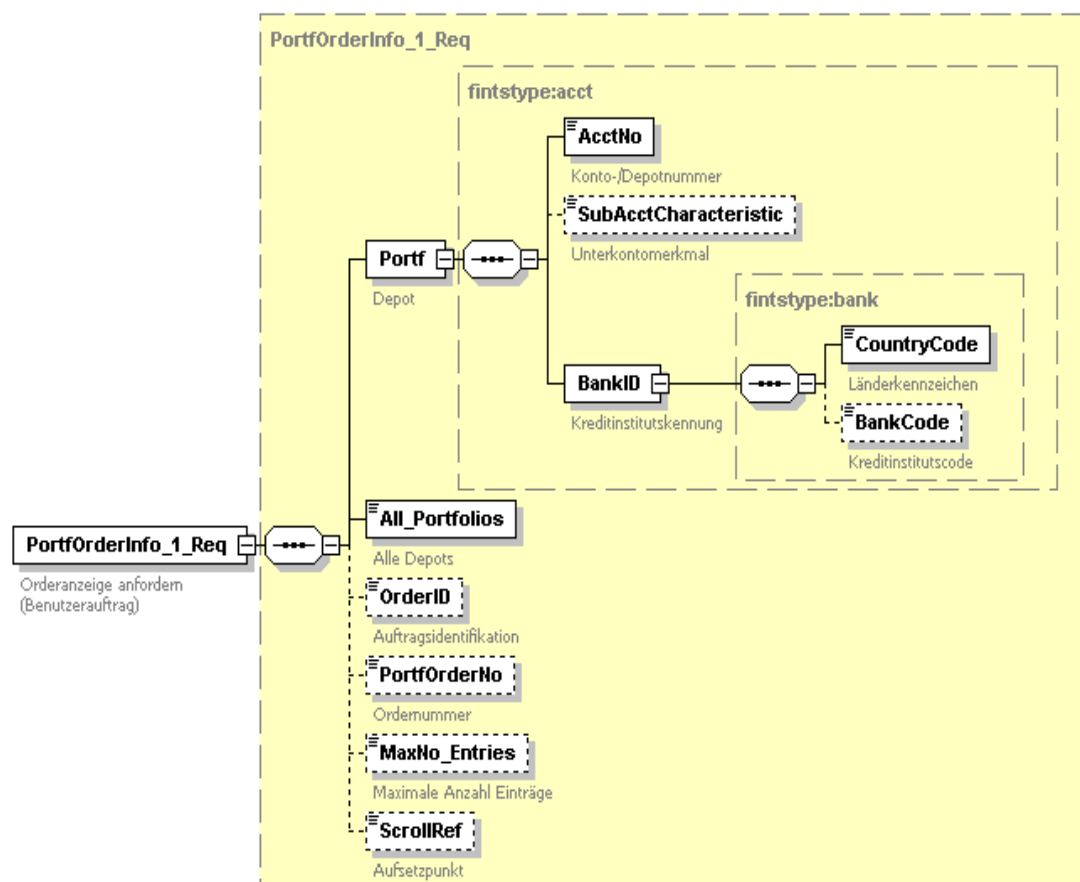 PortfOrderInfo_1_Req
fintstype:acct
AcctNo
Konto-/Depotnummer
SubAcctCharacteristic
Unterkontomerkmal
Portf
Depot
fintstype:bank
CountryCode
Länderkennzeichen
BankID
Kreditinstitutskennung
BankCode
Kreditinstitutscode
All_Portfolios
Alle Depots
PortfOrderInfo_1_Req
Orderanzeige anfordern
(Benutzerauftrag)
OrderID
Auftragsidentifikation
PortfOrderNo
Ordernummer
MaxNo_Entries
Maximale Anzahl Einträge
ScrollRef
Aufsetzpunkt